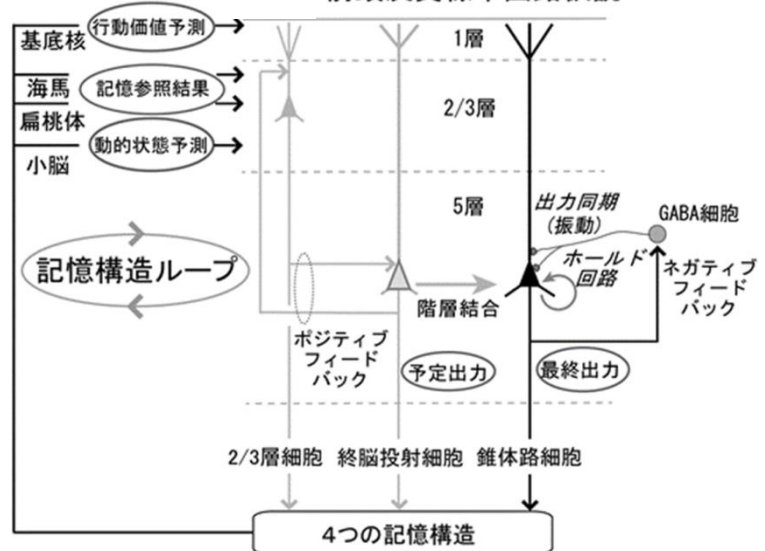 基底核
行動価値予測
海馬
記憶参照結果
扁桃体
動的状態予測
小脳
1層
2/3層
5層
出力同期
(振動)
GABA細胞
ホールド
回路
ネガティブ
フィード
バック
記憶構造ループ
階層結合
ポジティブ
フィード
バック
予定出力
最終出力
2/3層細胞
終脳投射細胞
錐体路細胞
4つの記憶構造